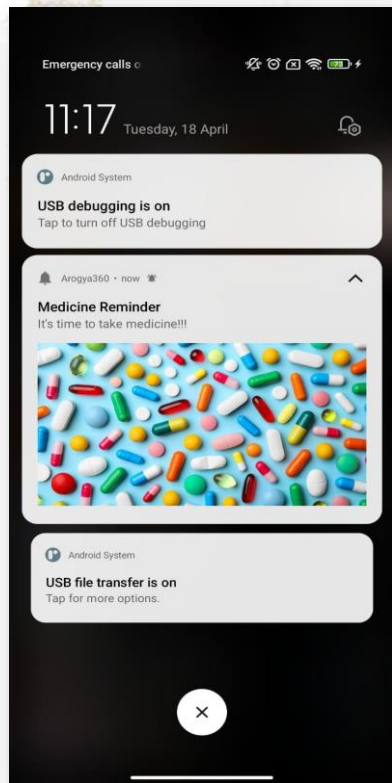 Emergency calls o
73
11:17 Tuesday, 18 April
Android System
USB debugging is on
Tap to turn off USB debugging
Arogya360 • now
Medicine Reminder
It's time to take medicine!!!
Android System
USB file transfer is on
Tap for more options.